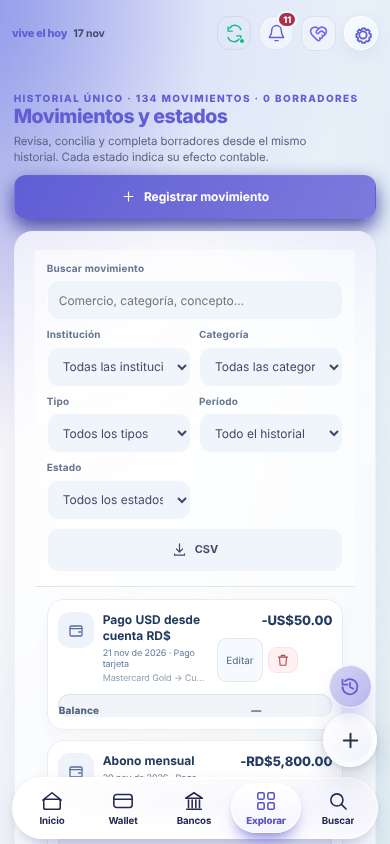 vive el hoy 17 nov
11
HISTORIAL ÚNICO · 134 MOVIMIENTOS · 0 BORRADORES
Movimientos y estados
Revisa, concilia y completa borradores desde el mismo
historial. Cada estado indica su efecto contable.
Registrar movimiento
Buscar movimiento
Comercio, categoría, concepto...
Institución Categoría
Todas las instituci Todas las categor
Tipo Período
Todos los tipos Todo el historial
Estado
Todos los estados
CSV
Pago USD desde -US$50.00
cuenta RD$
21 nov de 2026 · Pago
tarjeta
Editar
Mastercard Gold → Cu...
Balance —
Abono mensual -RD$5,800.00
Inicio Wallet Bancos Explorar Buscar